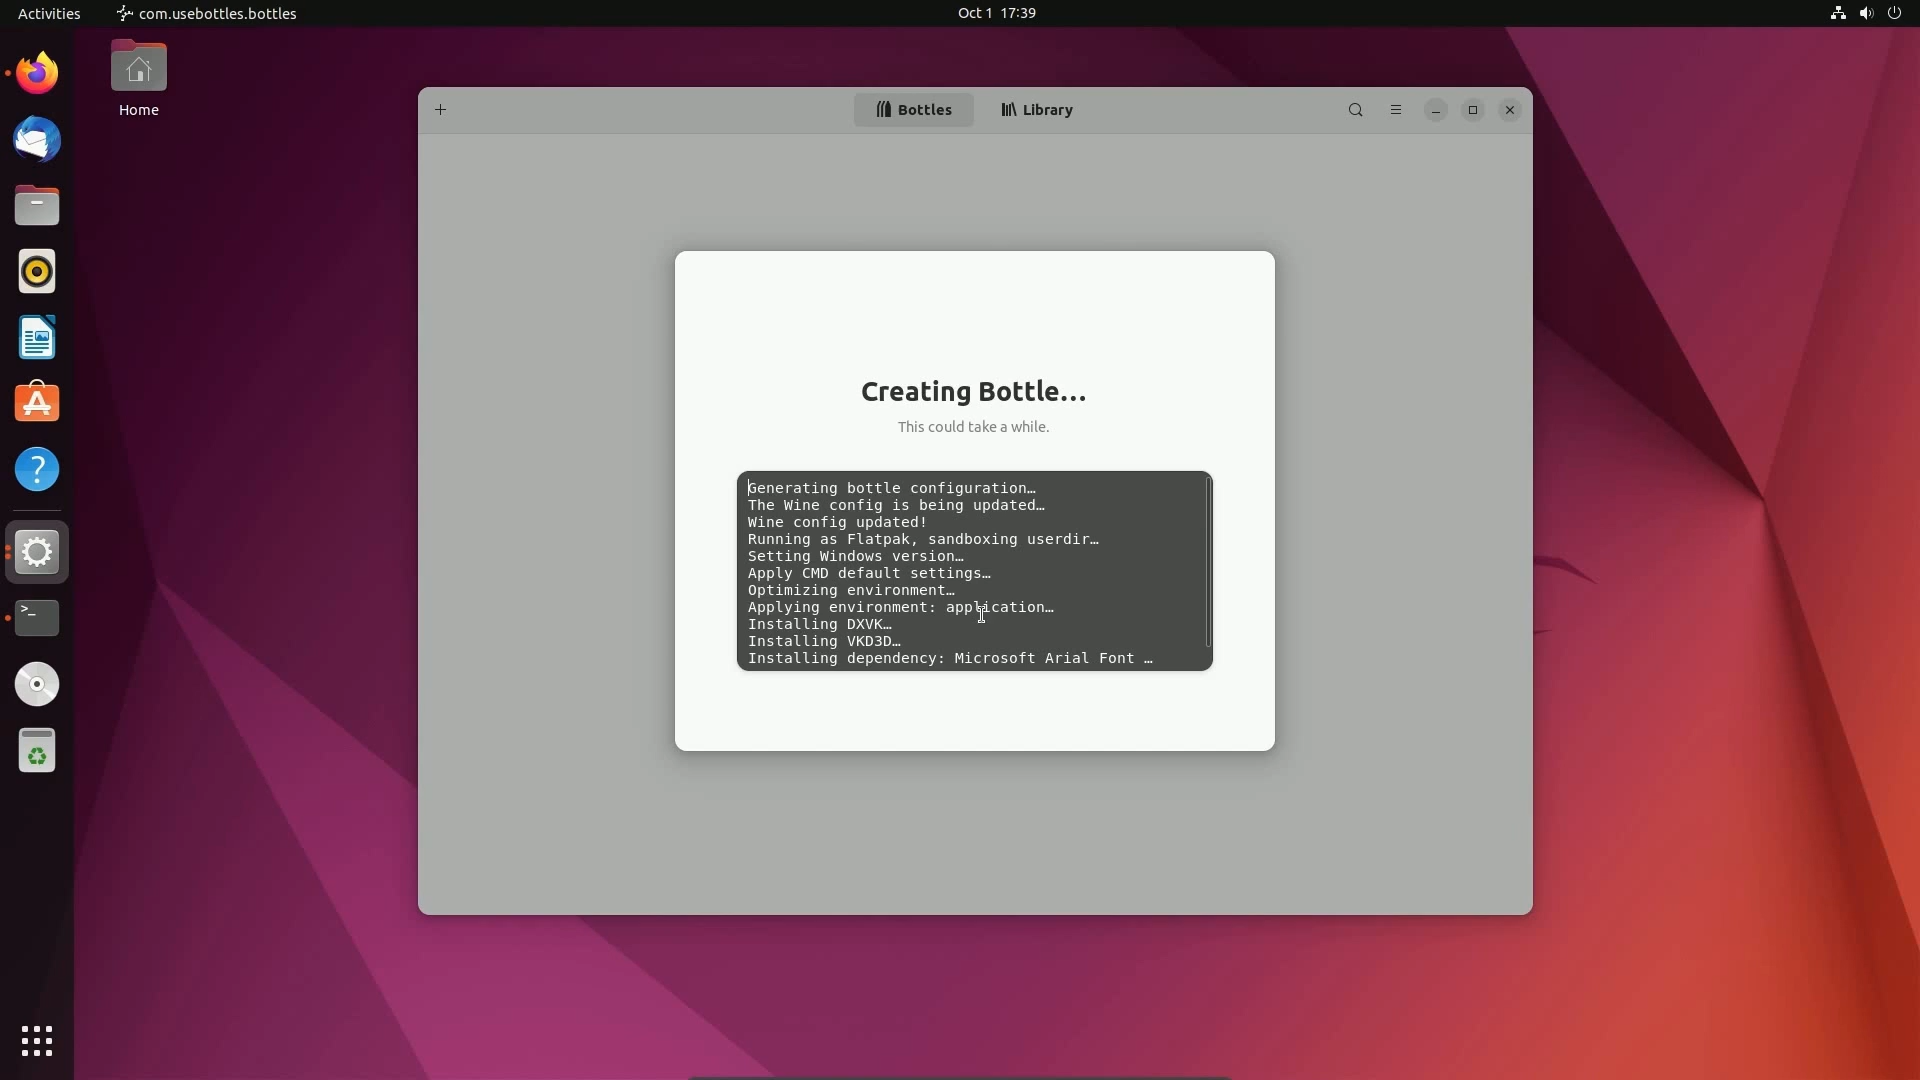 Activities
com.usebottles.bottles
Oct 1 17:39
Home
Bottles
Library
Creating Bottle…
This could take a while.
Generating bottle configuration…
The Wine config is being updated…
Wine config updated!
Running as Flatpak, sandboxing userdir…
Setting Windows version…
Apply CMD default settings…
Optimizing environment…
Applying environment: application…
Installing DXVK…
Installing VKD3D…
Installing dependency: Microsoft Arial Font …